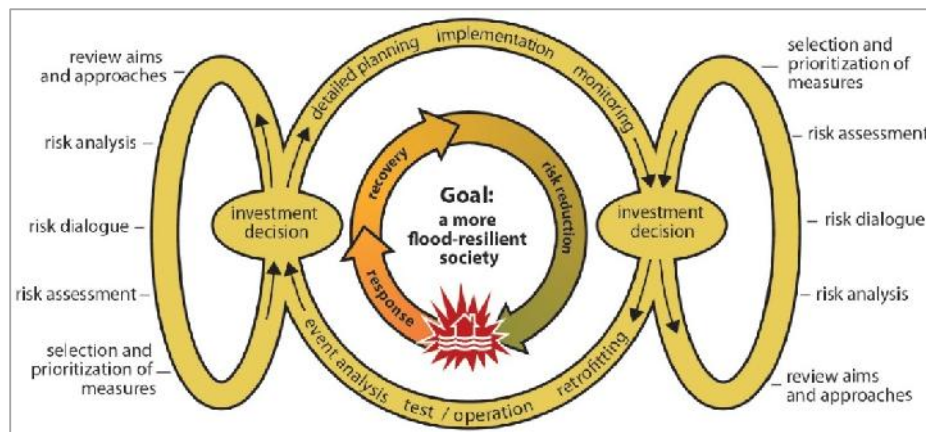 review aims
and approaches
risk analysis
risk dialogue
risk assessment
selection and
prioritization of
measures
investment
decision
detailed planning
implementation
monitoring
recovery
response
risk reduction
Goal:
a more
flood-resilient
society
event analysis
test / operation
retrofitting
investment
decision
selection and
prioritization of
measures
risk assessment
risk dialogue
risk analysis
review aims
and approaches